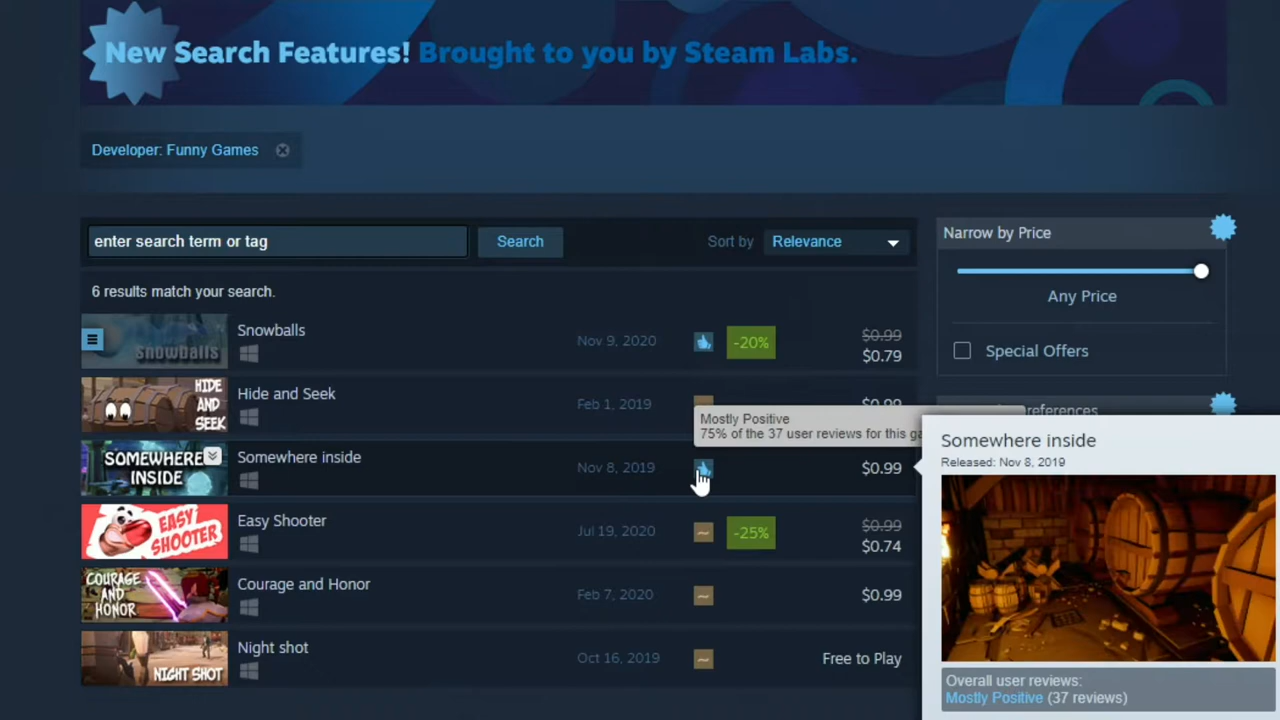 New Search Features! Brought to you by Steam Labs.
Developer: Funny Games
enter search term or tag
Search
Sort by
Relevance
Narrow by Price
Any Price
Special Offers
6 results match your search.
Snowballs
Snowballs
Nov 9, 2020
-20%
$0.99
$0.79
HIDE
AND
SEEK
Hide and Seek
Feb 1, 2019
Mostly Positive
75% of the 37 user reviews for this
SOMEWHERE
INSIDE
Somewhere inside
Nov 8, 2019
$0.99
EASY
SHOOTER
Easy Shooter
Jul 19, 2020
-25%
$0.99
$0.74
COURAGE
AND
HONOR
Courage and Honor
Feb 7, 2020
$0.99
NIGHT SHOT
Night shot
Oct 16, 2019
Free to Play
Somewhere inside
Released: Nov 8, 2019
Overall user reviews:
Mostly Positive (37 reviews)